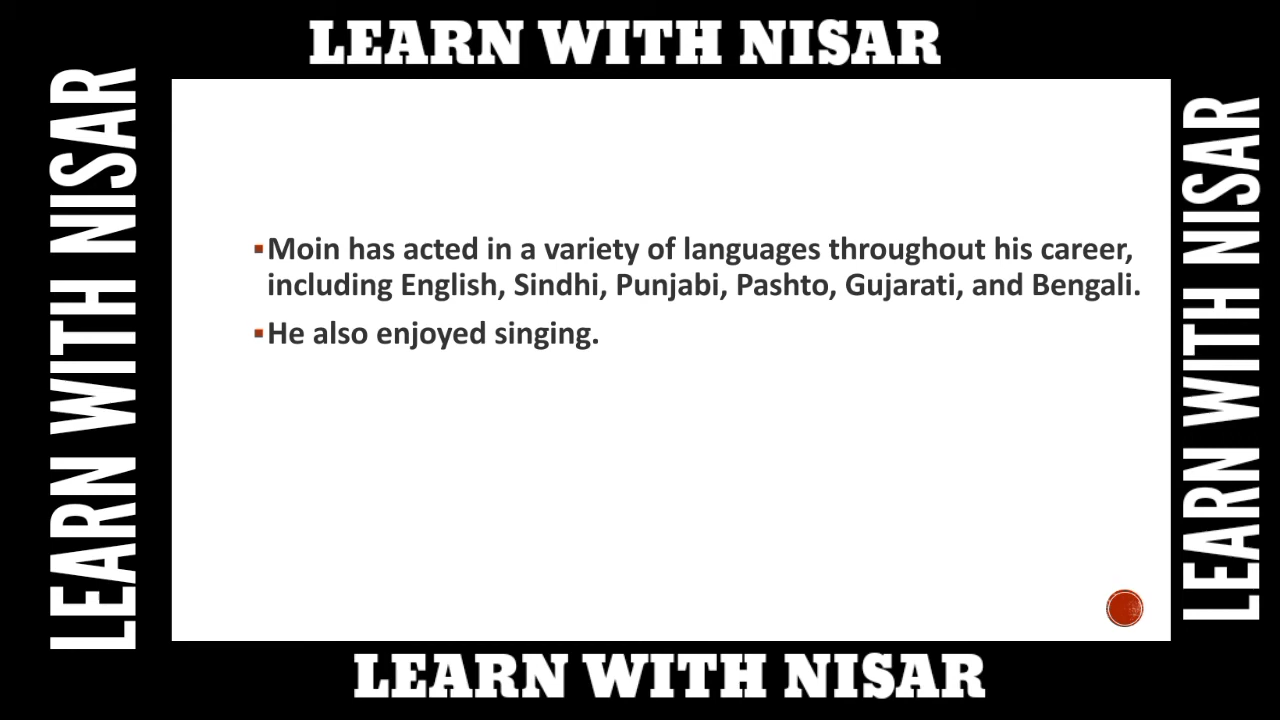 LEARN WITH NISAR
LEARN WITH NISAR
▪Moin has acted in a variety of languages throughout his career,
including English, Sindhi, Punjabi, Pashto, Gujarati, and Bengali.
▪He also enjoyed singing.
LEARN WITH NISAR
LEARN WITH NISAR